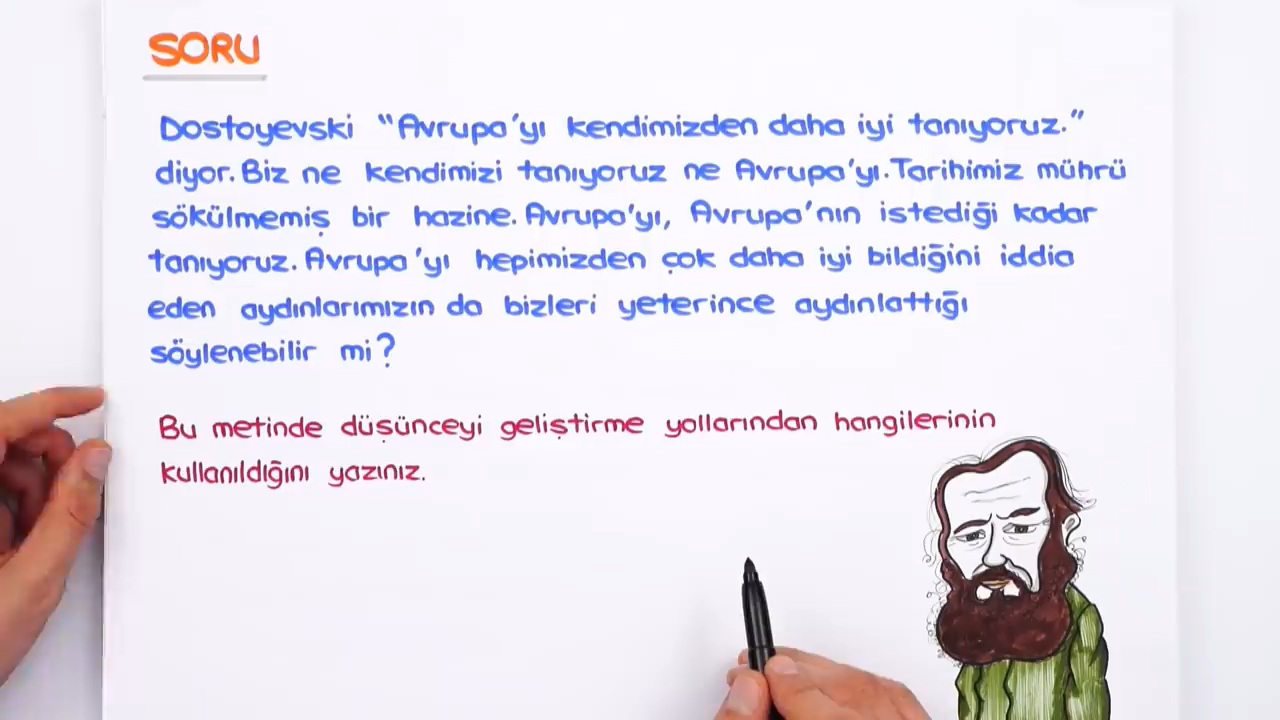 SORU
Dostoyevski "Avrupa'yı kendimizden daha iyi tanıyoruz."
diyor. Biz ne kendimizi tanıyoruz ne Avrupa'yı. Tarihimiz mührü
sökülmemiş bir hazine. Avrupa'yı, Avrupa'nın istediği kadar
tanıyoruz. Avrupa'yı hepimizden çok daha iyi bildiğini iddia
eden aydınlarımızın da bizleri yeterince aydınlattığı
söylenebilir mi?
Bu metinde düşünceyi geliştirme yollarından hangilerinin
kullanıldığını yazınız.